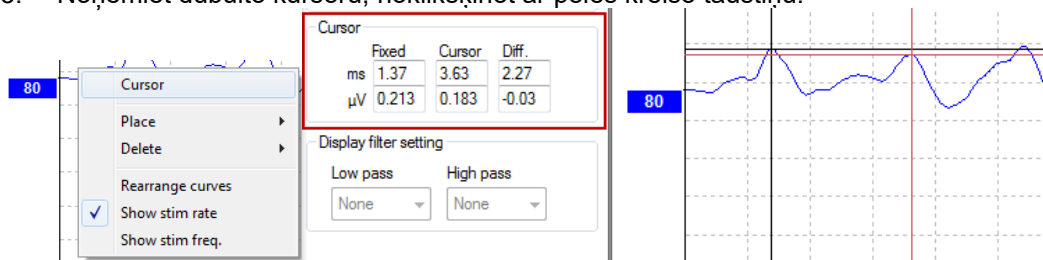 Noņemiet dubulto kursoru, noklikšķinot ar peles kreiso taustiņu.
80
Cursor
Place
Delete
Rearrange curves
Show stim rate
Show stim freq.
Cursor
Fixed Cursor Diff.
ms 1.37 3.63 2.27
µV 0.213 0.183 -0.03
Display filter setting
Low pass High pass
None None
80